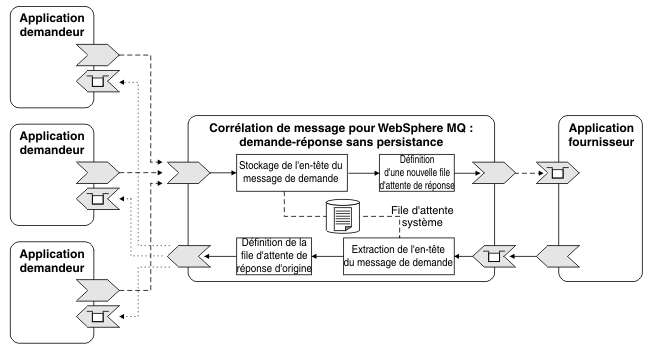 Application
demandeur
Application
demandeur
Application
demandeur
Corrélation de message pour WebSphere MQ :
demande-réponse sans persistance
Stockage de l'en-tête du
message de demande
Définition
d'une nouvelle file
d'attente de réponse
File d'attente
système
Définition de la
file d'attente de
réponse d'origine
Extraction de l'en-tête
du message de demande
Application
fournisseur